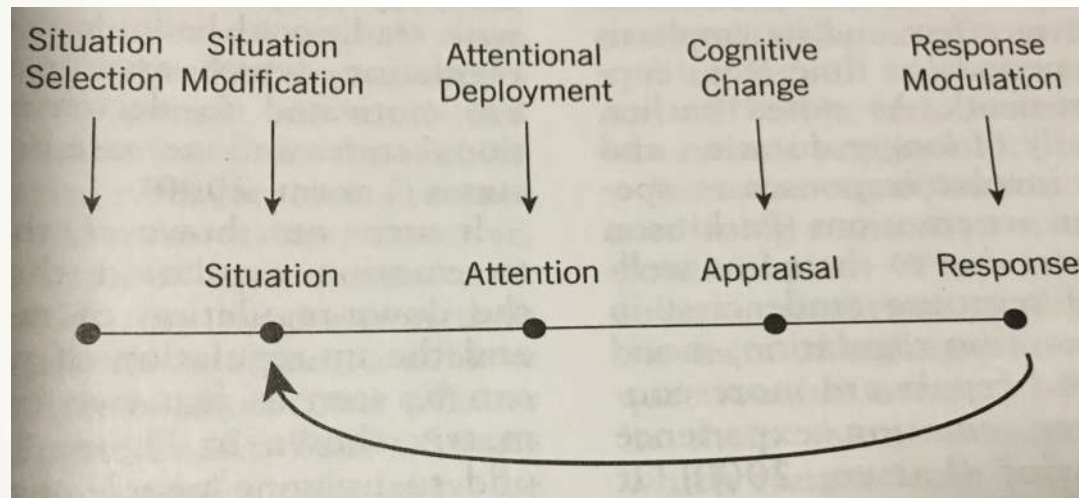 Situation Selection
Situation Modification
Attentional Deployment
Cognitive Change
Response Modulation
Situation
Attention
Appraisal
Response